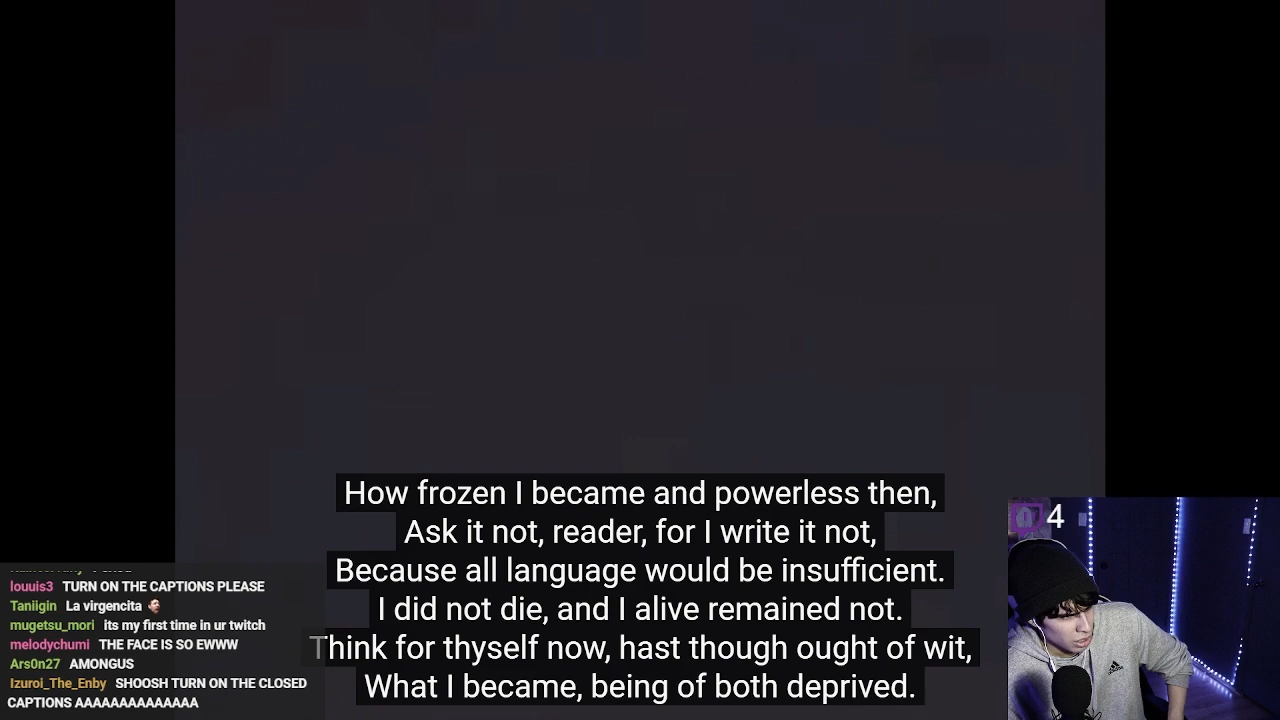 How frozen I became and powerless then,
Ask it not, reader, for I write it not,
Because all language would be insufficient.
I did not die, and I alive remained not.
Think for thyself now, hast though ought of wit,
What I became, being of both deprived.
4
louuis3 TURN ON THE CAPTIONS PLEASE
Taniigin La virgencita
mugetsu_mori its my first time in ur twitch
melodychumi THE FACE IS SO EWWW
Ars0n27 AMONGUS
Izuroi_The_Enby SHOOSH TURN ON THE CLOSED
CAPTIONS AAAAAAAAAAAAAA